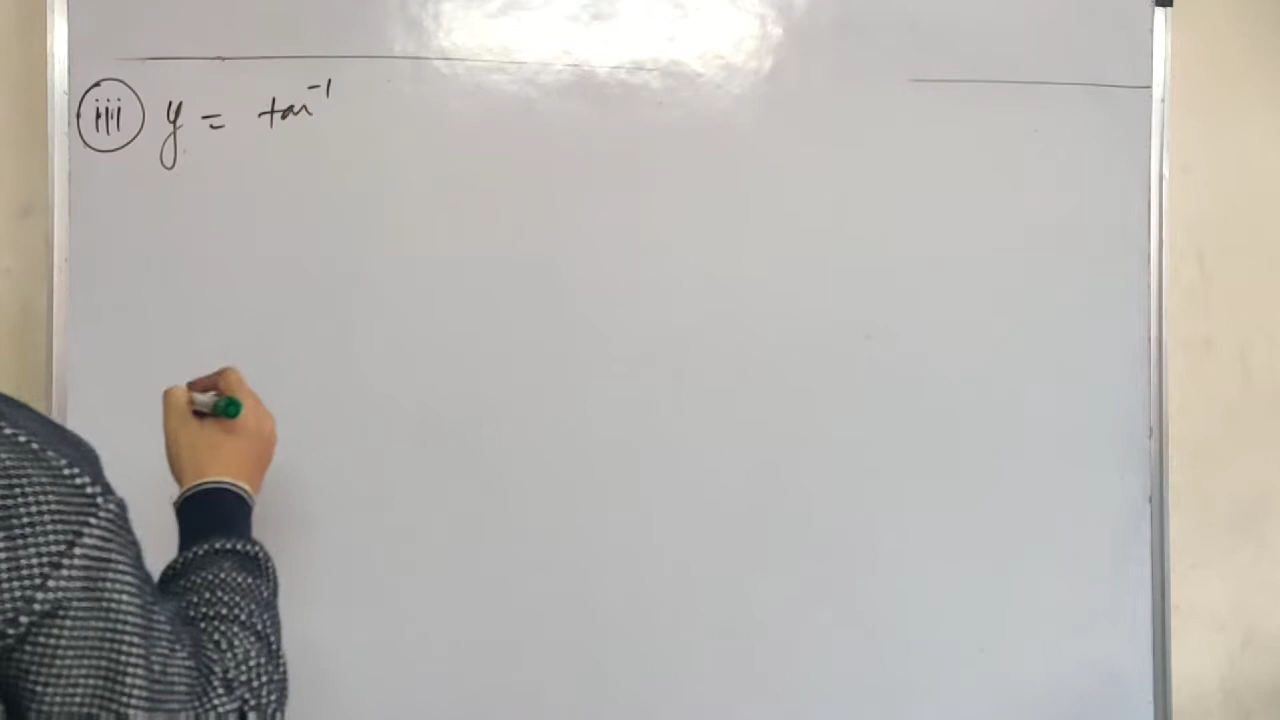 iii y = tan⁻¹